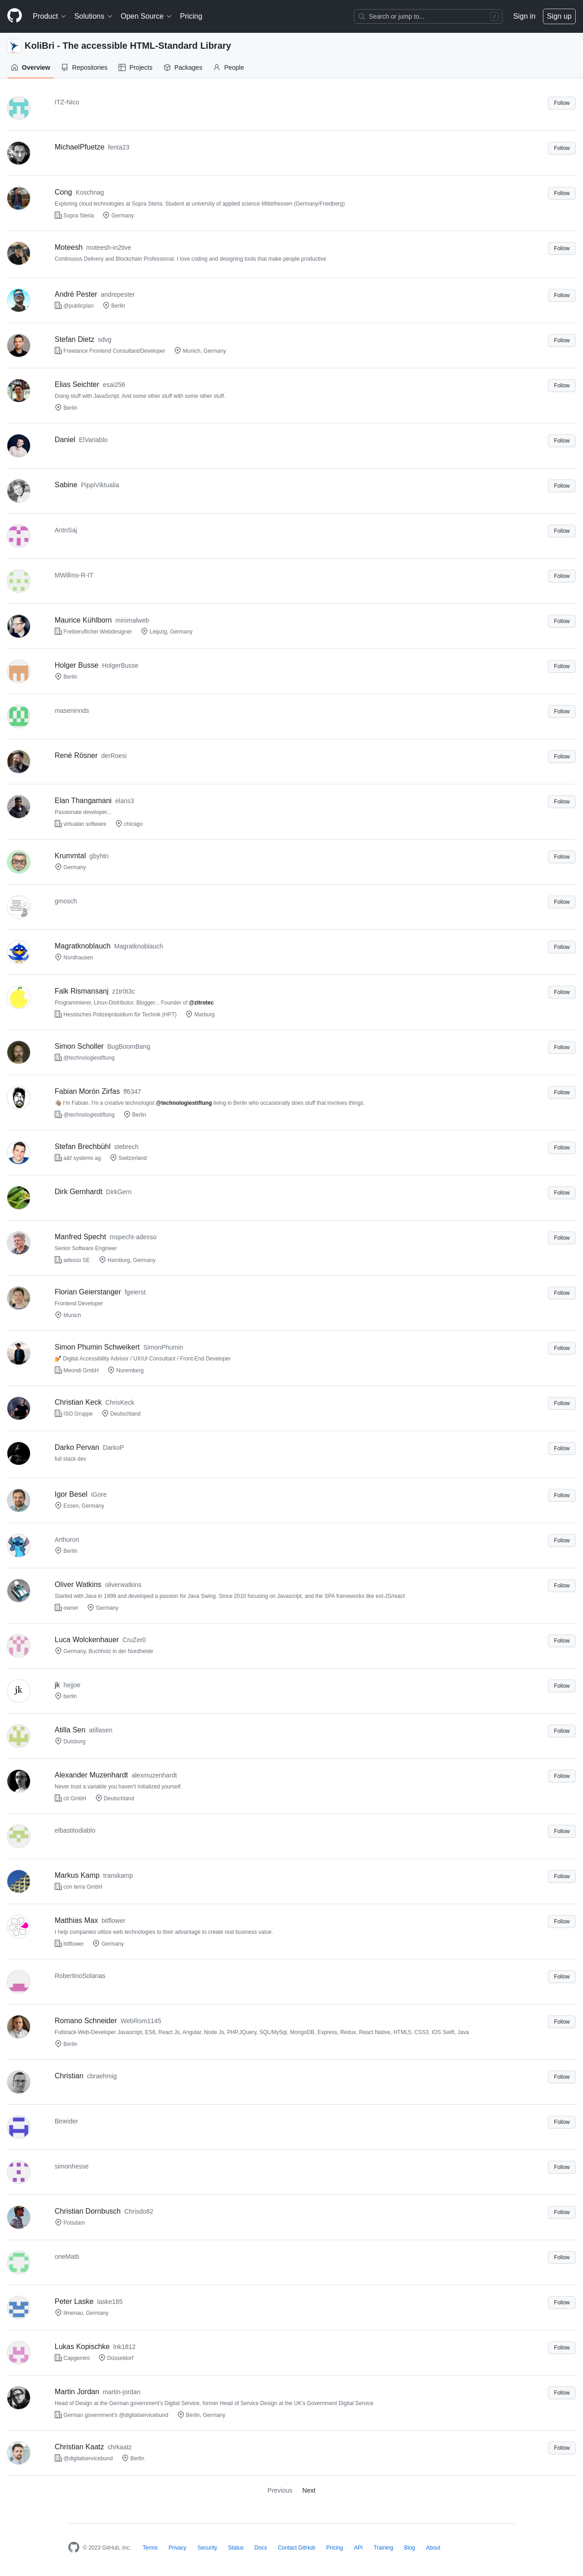 Product Solutions Open Source Pricing Search or jump to... / Sign in Sign up
KoliBri - The accessible HTML-Standard Library
Overview Repositories Projects Packages People
ITZ-Nico Follow
MichaelPfuetze fenta23 Follow
Cong Koschnag Follow
Exploring cloud technologies at Sopra Steria, Student at university of applied science Mittelhessen (Germany/Friedberg)
Sopra Steria Germany
Moteesh moteesh-in2tive Follow
Continuous Delivery and Blockchain Professional. I love coding and designing tools that make people productive
André Pester andrepester Follow
@publicplan Berlin
Stefan Dietz sdvg Follow
Freelance Frontend Consultant/Developer Munich, Germany
Elias Seichter esai256 Follow
Doing stuff with JavaScript. And some other stuff with some other stuff.
Berlin
Daniel ElVariablo Follow
Sabine PippiViktualia Follow
AntnSaj Follow
MWillms-R-IT Follow
Maurice Kühlborn minimalweb Follow
Freiberuflicher Webdesigner Leipzig, Germany
Holger Busse HolgerBusse Follow
Berlin
maseninnds Follow
René Rösner derRoesi Follow
Elan Thangamani elans3 Follow
Passionate developer...
virtualan software chicago
Krummtal gbyhtn Follow
Germany
gmosch Follow
Magratknoblauch Magratknoblauch Follow
Nordhausen
Falk Rismansanj z1tr0t3c Follow
Programmierer, Linux-Distributor, Blogger... Founder of @zitrotec
Hessisches Polizeipräsidium für Technik (HPT) Marburg
Simon Scholler BugBoomBang Follow
@technologiestiftung
Fabian Morón Zirfas ff6347 Follow
👋🏽 I'm Fabian. I'm a creative technologist @technologiestiftung living in Berlin who occasionally does stuff that involves things.
@technologiestiftung Berlin
Stefan Brechbühl stebrech Follow
a&f systems ag Switzerland
Dirk Gernhardt DirkGern Follow
Manfred Specht mspecht-adesso Follow
Senior Software Engineer
adesso SE Hamburg, Germany
Florian Geierstanger fgeierst Follow
Frontend Developer
Munich
Simon Phumin Schweikert SimonPhumin Follow
💅 Digital Accessibility Advisor / UX/UI Consultant / Front-End Developer
Meondi GmbH Nuremberg
Christian Keck ChrisKeck Follow
ISO Gruppe Deutschland
Darko Pervan DarkoP Follow
full stack dev
Igor Besel iGore Follow
Essen, Germany
Arthuron Follow
Berlin
Oliver Watkins oliverwatkins Follow
Started with Java in 1999 and developed a passion for Java Swing. Since 2010 focusing on Javascript, and the SPA frameworks like ext-JS/react
owner Germany
Luca Wolckenhauer CruZer0 Follow
Germany, Buchholz in der Nordheide
jk hejjoe Follow
berlin
Atilla Sen atillasen Follow
Duisburg
Alexander Muzenhardt alexmuzenhardt Follow
Never trust a variable you haven't initialized yourself.
cit GmbH Deutschland
elbastitodiablo Follow
Markus Kamp transkamp Follow
con terra GmbH
Matthias Max bitflower Follow
I help companies utilize web technologies to their advantage to create real business value.
bitflower Germany
RobertinoSolanas Follow
Romano Schneider WebRom1145 Follow
Fullstack-Web-Developer Javascript, ES6, React Js, Angular, Node Js, PHP,JQuery, SQL/MySql, MongoDB, Express, Redux, React Native, HTML5, CSS3, IOS Swift, Java
Berlin
Christian cbraehmig Follow
Bineider Follow
simonhesse Follow
Christian Dornbusch Chrisdo82 Follow
Potsdam
oneMatti Follow
Peter Laske laske185 Follow
Ilmenau, Germany
Lukas Kopischke lnk1812 Follow
Capgemini Düsseldorf
Martin Jordan martin-jordan Follow
Head of Design at the German government's Digital Service, former Head of Service Design at the UK's Government Digital Service
German government's @digitalservicebund Berlin, Germany
Christian Kaatz chrkaatz Follow
@digitalservicebund Berlin
Previous Next
© 2023 GitHub, Inc. Terms Privacy Security Status Docs Contact GitHub Pricing API Training Blog About